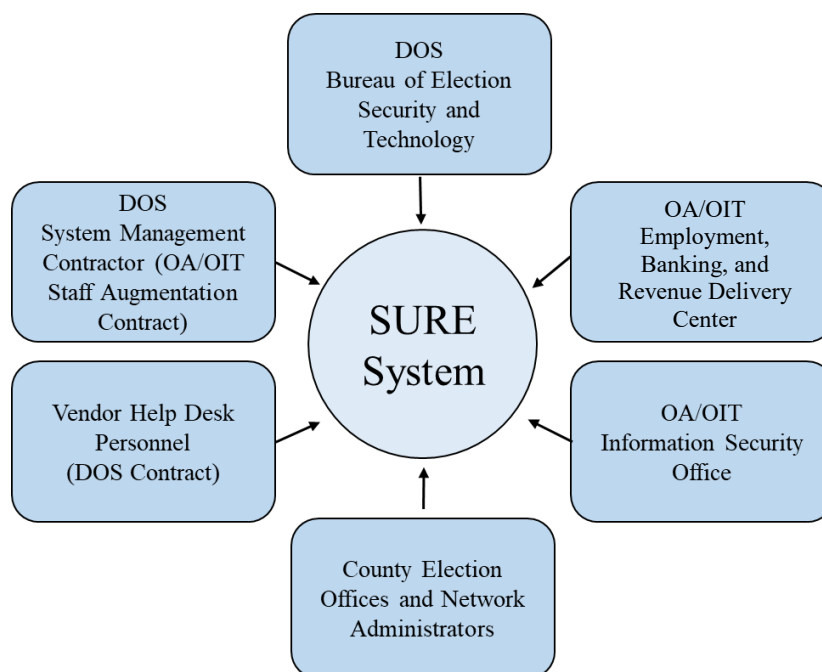 DOS
Bureau of Election
Security and
Technology
DOS
System Management
Contractor (OA/OIT
Staff Augmentation
Contract)
OA/OIT
Employment,
Banking, and
Revenue Delivery
Center
SURE
System
Vendor Help Desk
Personnel
(DOS Contract)
OA/OIT
Information Security
Office
County Election
Offices and Network
Administrators